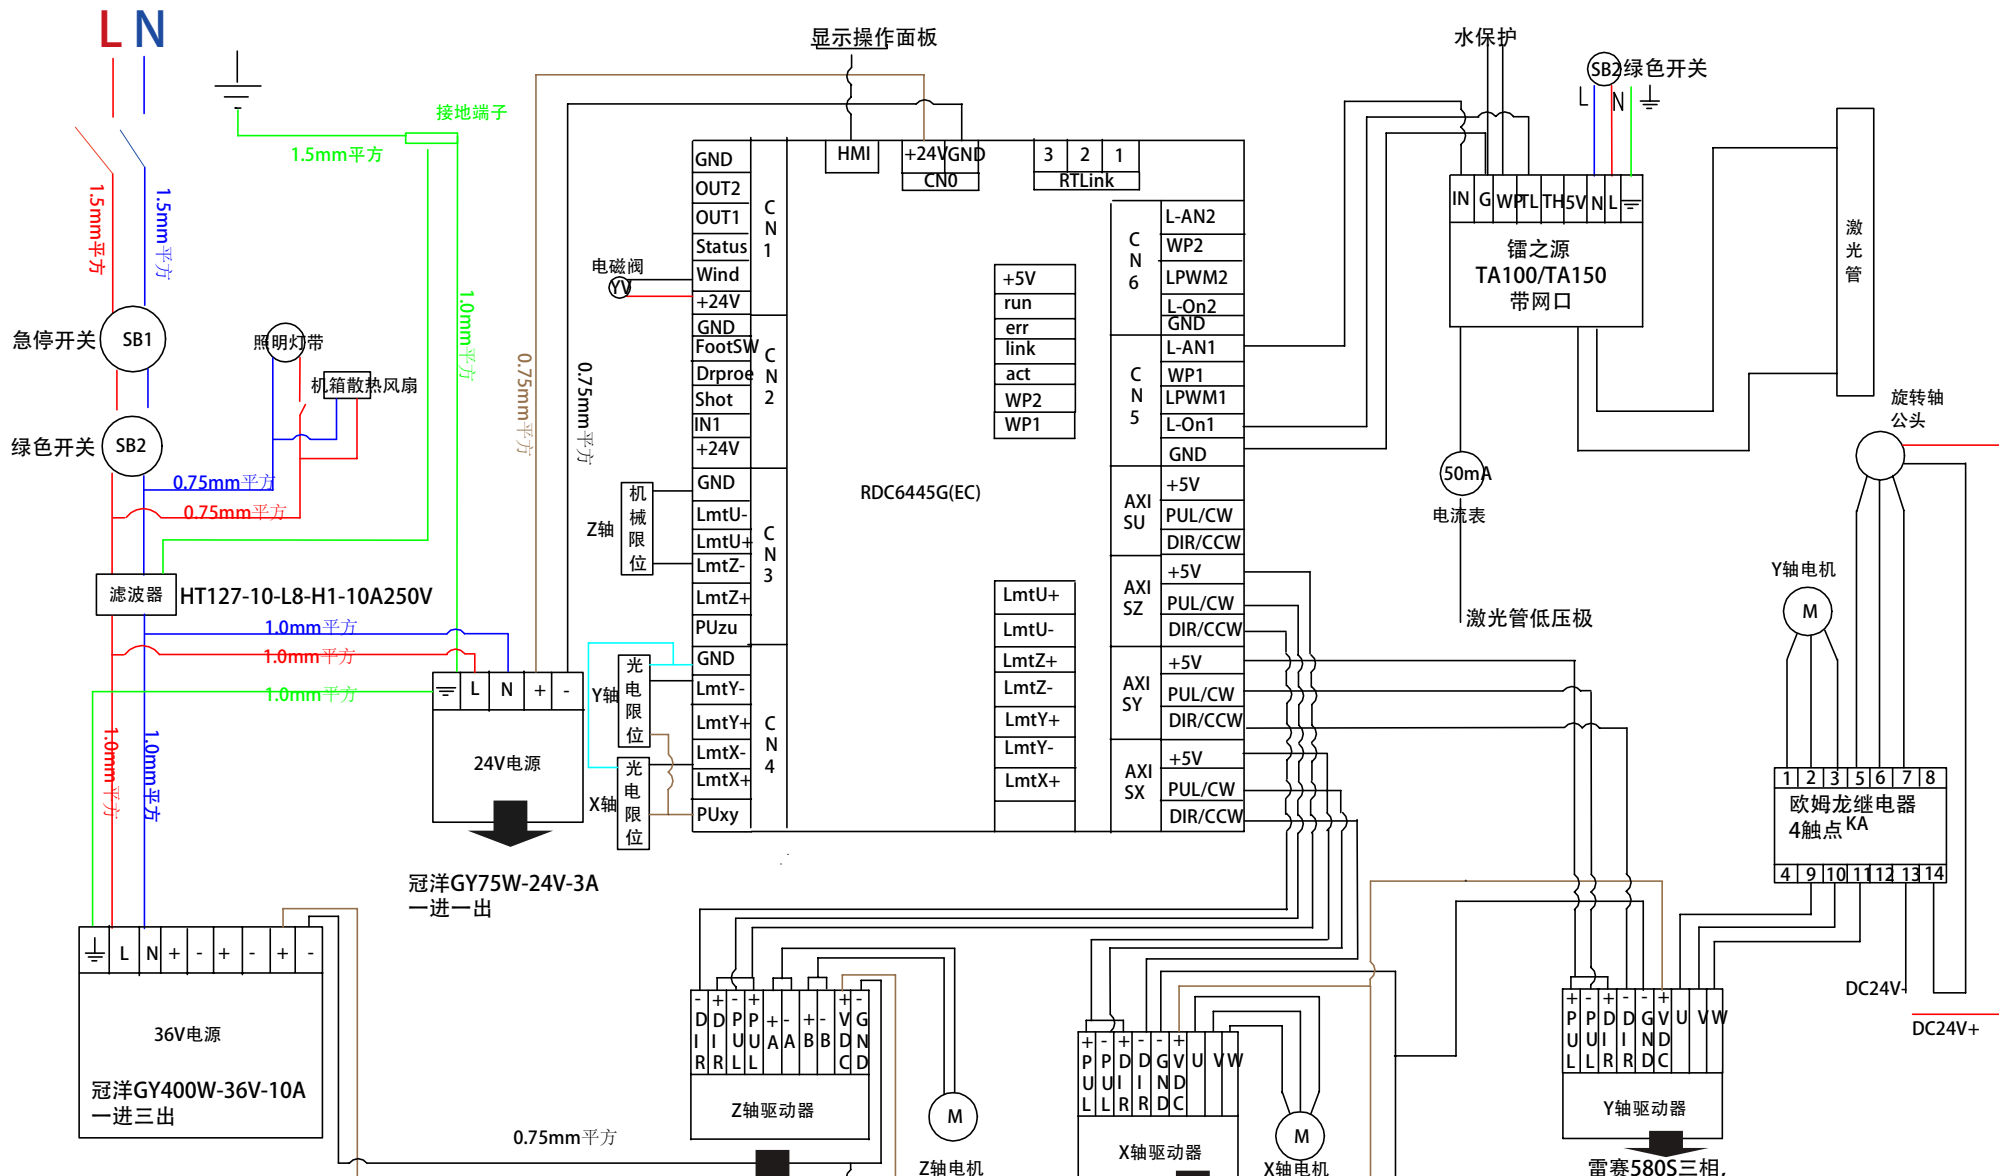 L N
显示操作面板
水保护
SB2 绿色开关
L N
接地端子
1.5mm平方
1.5mm平方
1.5mm平方
急停开关 SB1
绿色开关 SB2
照明灯带
机箱散热风扇
0.75mm平方
0.75mm平方
滤波器 HT127-10-L8-H1-10A250V
1.0mm平方
1.0mm平方
1.0mm平方
1.0mm平方
1.0mm平方
1.0mm平方
0.75mm平方
0.75mm平方
L N + -
24V电源
冠洋GY75W-24V-3A
一进一出
L N + - + - + -
36V电源
冠洋GY400W-36V-10A
一进三出
0.75mm平方
电磁阀
YV
Z轴
机械限位
Y轴
光电限位
X轴
光电限位
HMI
+24V GND
CN0
3 2 1
RTLink
RDC6445G(EC)
CN1
GND
OUT2
OUT1
Status
Wind
+24V
CN2
GND
FootSW
Drproe
Shot
IN1
+24V
CN3
GND
LmtU-
LmtU+
LmtZ-
LmtZ+
PUzu
CN4
GND
LmtY-
LmtY+
LmtX-
LmtX+
PUxy
+5V
run
err
link
act
WP2
WP1
LmtU+
LmtU-
LmtZ+
LmtZ-
LmtY+
LmtY-
LmtX+
CN6
L-AN2
WP2
LPWM2
L-On2
GND
CN5
L-AN1
WP1
LPWM1
L-On1
GND
AXISU
+5V
PUL/CW
DIR/CCW
AXISZ
+5V
PUL/CW
DIR/CCW
AXISY
+5V
PUL/CW
DIR/CCW
AXISX
+5V
PUL/CW
DIR/CCW
IN G WP TL TH 5V N L
镭之源
TA100/TA150
带网口
激光管
50mA
电流表
激光管低压极
旋转轴
公头
Y轴电机
M
1 2 3 5 6 7 8
欧姆龙继电器
4触点 KA
4 9 10 11 12 13 14
DC24V-
DC24V+
-DIR +DIR -PUL +PUL +A -A +B -B +VDC -GND
Z轴驱动器
M
Z轴电机
+PUL -PUL +DIR -DIR -GND +VDC U V W
X轴驱动器
M
X轴电机
+PUL -PUL +DIR -DIR -GND +VDC U V W
Y轴驱动器
雷赛580S三相,